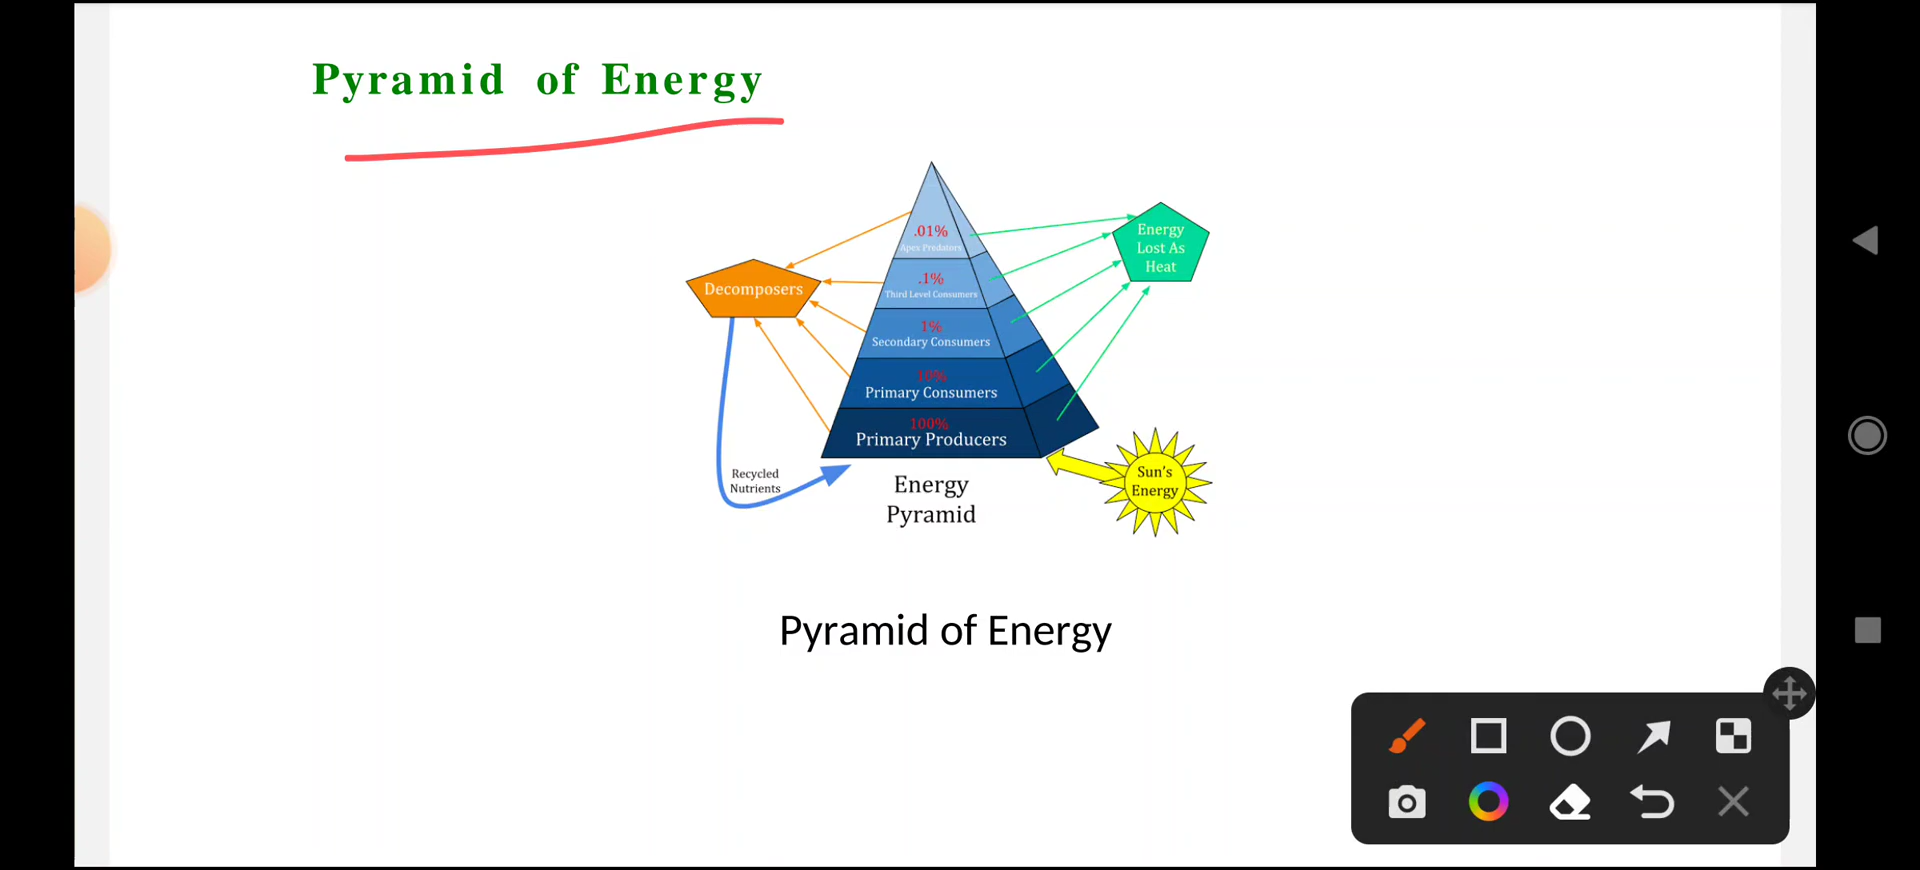 Pyramid of Energy
.01%
Apex Predators
.1%
Third Level Consumers
1%
Secondary Consumers
10%
Primary Consumers
100%
Primary Producers
Decomposers
Energy
Lost As
Heat
Recycled
Nutrients
Sun's
Energy
Energy
Pyramid
Pyramid of Energy